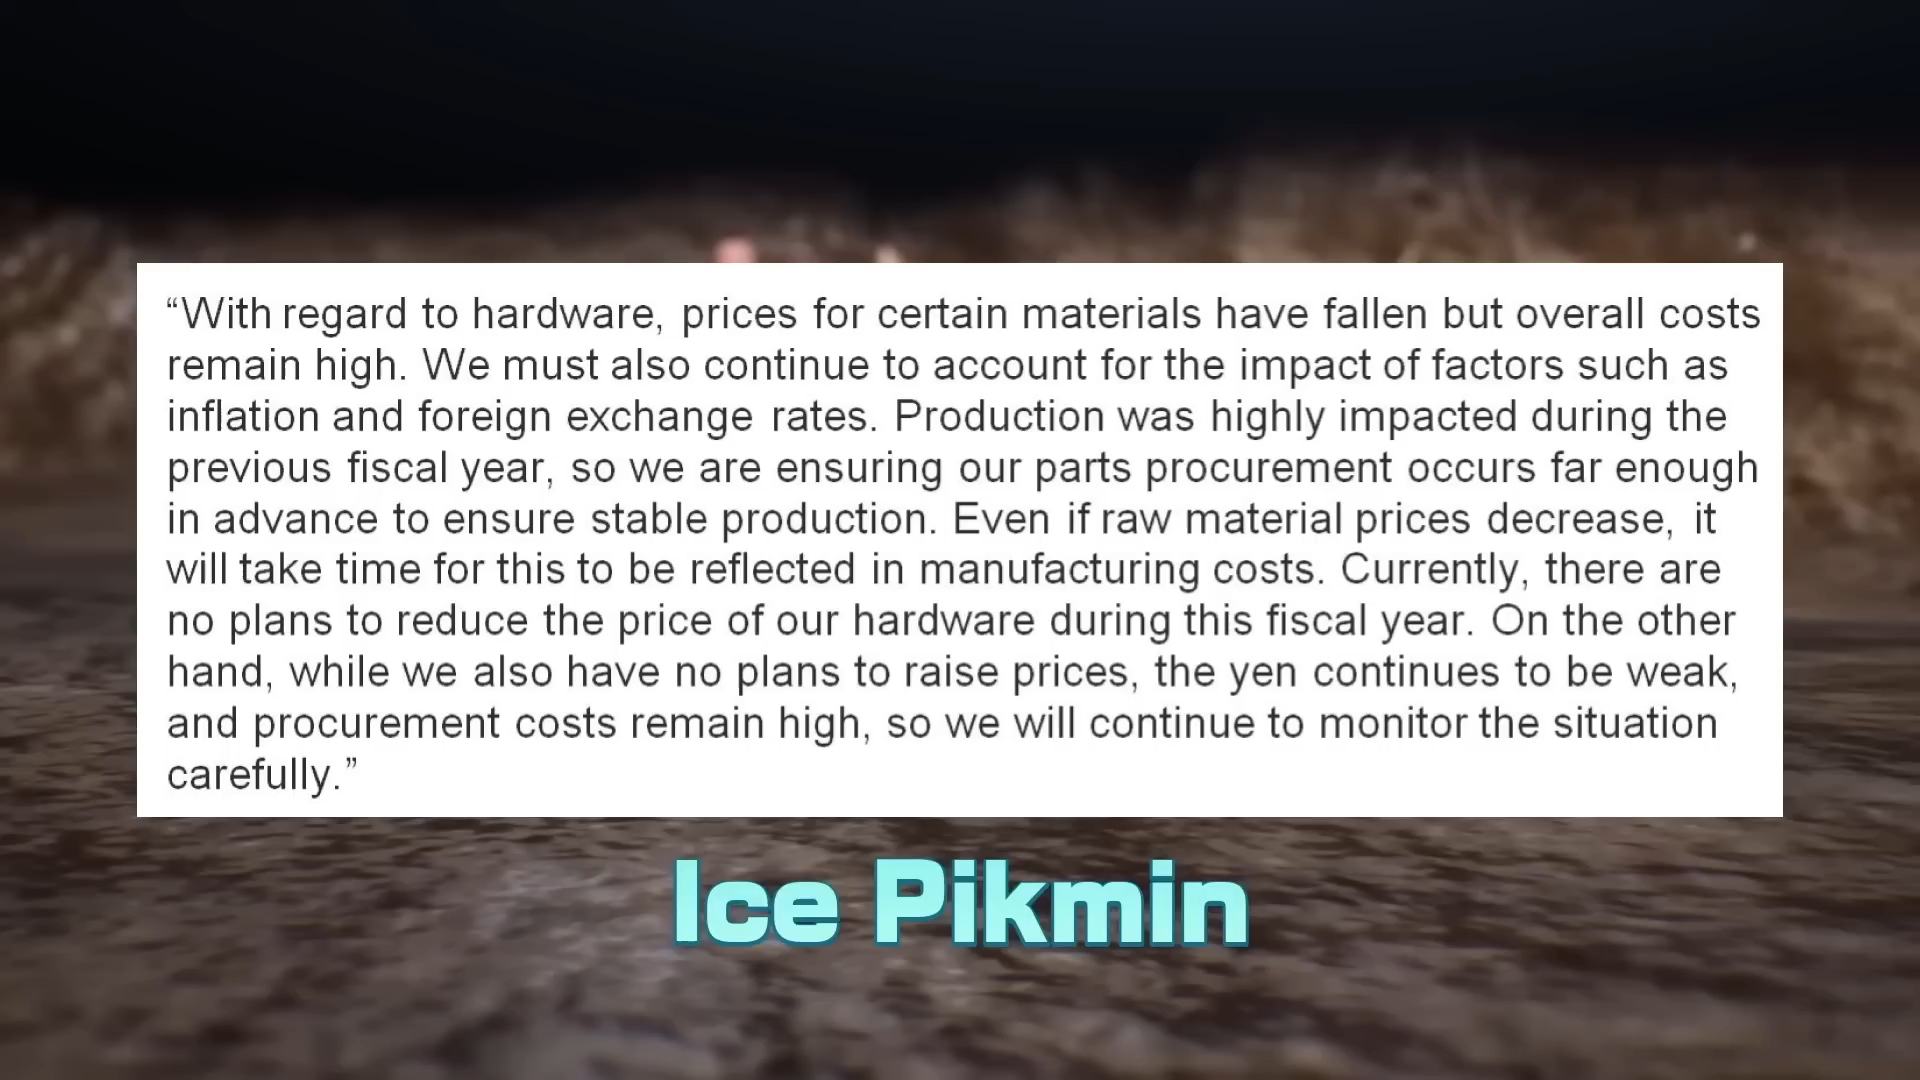 “With regard to hardware, prices for certain materials have fallen but overall costs
remain high. We must also continue to account for the impact of factors such as
inflation and foreign exchange rates. Production was highly impacted during the
previous fiscal year, so we are ensuring our parts procurement occurs far enough
in advance to ensure stable production. Even if raw material prices decrease, it
will take time for this to be reflected in manufacturing costs. Currently, there are
no plans to reduce the price of our hardware during this fiscal year. On the other
hand, while we also have no plans to raise prices, the yen continues to be weak,
and procurement costs remain high, so we will continue to monitor the situation
carefully.”
Ice Pikmin